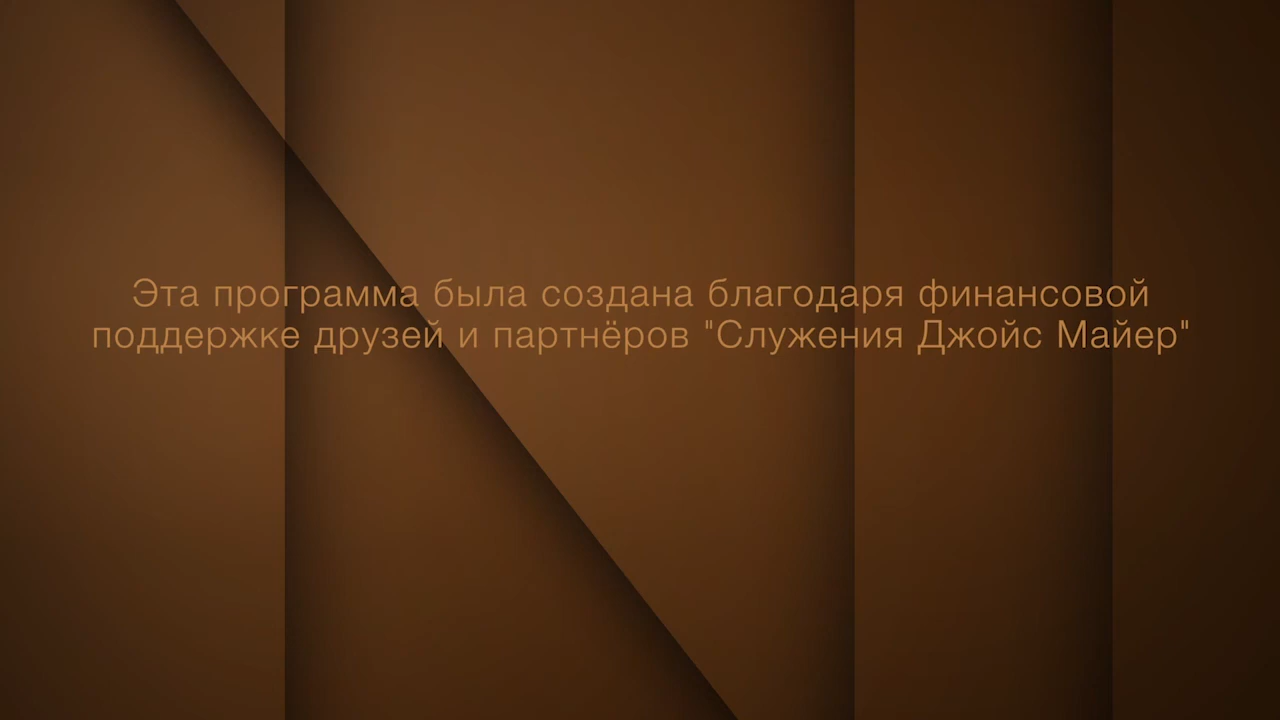 Эта программа была создана благодаря финансовой
поддержке друзей и партнёров "Служения Джойс Майер"